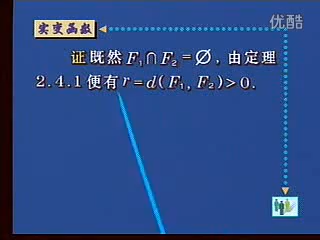 实变函数
优酷
证 既然 F₁∩F₂=∅, 由定理
2.4.1 便有 r=d(F₁,F₂)>0.